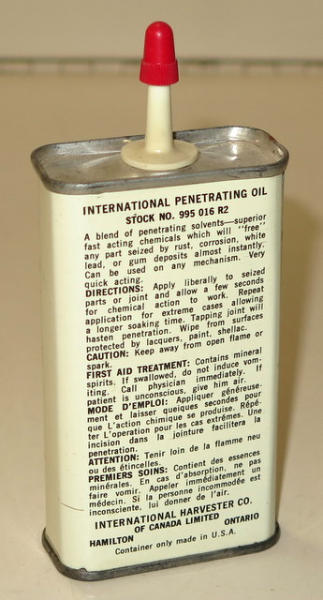 INTERNATIONAL PENETRATING OIL
STOCK NO. 995 016 R2
A blend of penetrating solvents—superior
fast acting chemicals which will "free"
any part seized by rust, corrosion, white
lead, or gum deposits almost instantly.
Can be used on any mechanism. Very
quick acting.
DIRECTIONS: Apply liberally to seized
parts or joint and allow a few seconds
for chemical action to work. Repeat
application for extreme cases allowing
a longer soaking time. Tapping joint will
hasten penetration. Wipe from surfaces
protected by lacquers, paint, shellac.
CAUTION: Keep away from open flame or
spark.
FIRST AID TREATMENT: Contains mineral
spirits. If swallowed, do not induce vom-
iting. Call physician immediately. If
patient is unconscious, give him air.
MODE D'EMPLOI: Appliquer généreuse-
ment et laisser queiques secondes pour
que L'action chimique se produise. Répé-
ter L'operation pour les cas extrêmes. Une
incision dans la jointure facilitera la
penetration.
ATTENTION: Tenir loin de la flamme neu
ou des étincelles.
PREMIERS SOINS: Contient des essences
minérales. En cas d'absorption, ne pas
faire vomir. Appeler immédiatement un
médecin. Si la personne incommodée est
inconsciente, lui donner de l'air.
INTERNATIONAL HARVESTER CO.
OF CANADA LIMITED
HAMILTON ONTARIO
Container only made in U.S.A.